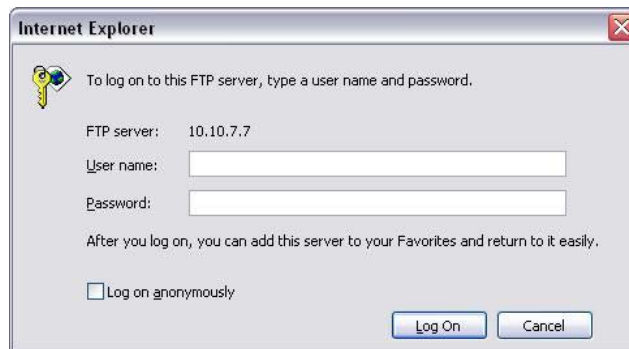 Internet Explorer
To log on to this FTP server, type a user name and password.
FTP server: 10.10.7.7
User name:
Password:
After you log on, you can add this server to your Favorites and return to it easily.
Log on anonymously
Log On Cancel